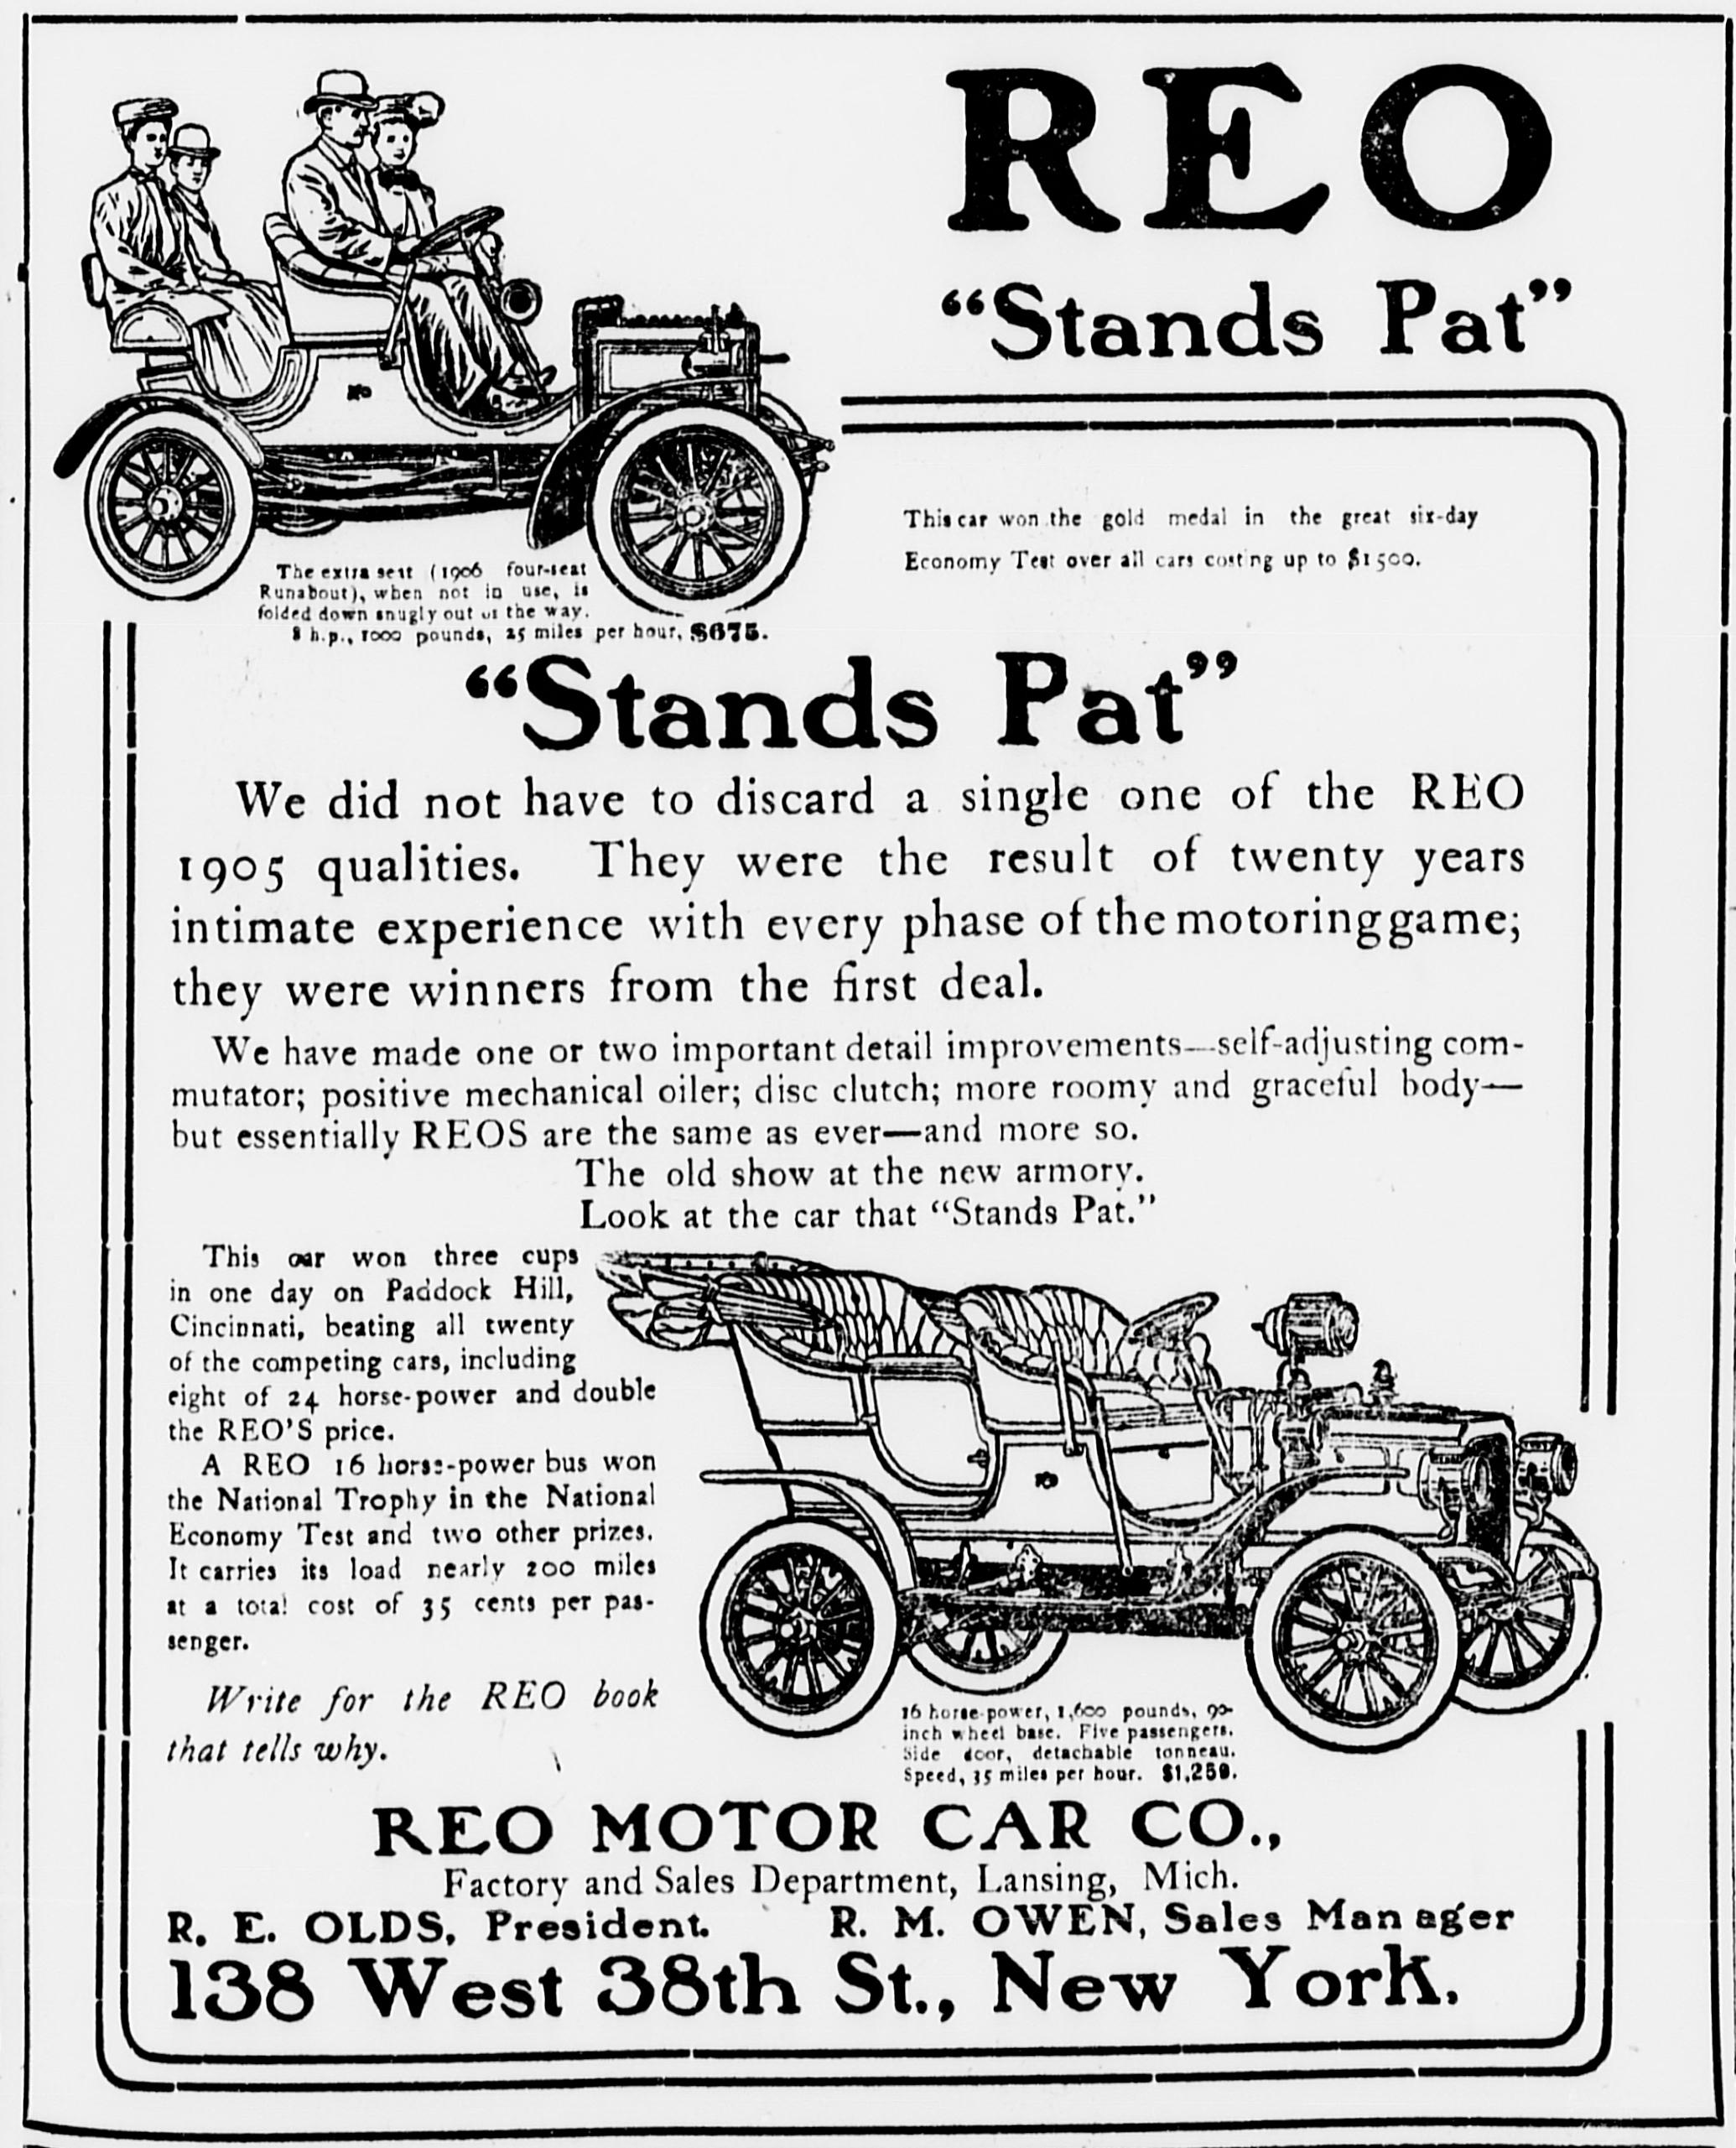 REO
“Stands Pat”
This car won the gold medal in the great six-day
Economy Test over all cars costing up to $1500.
The extra seat (1906 four-seat
Runabout), when not in use, is
folded down snugly out of the way.
8 h.p., 1000 pounds, 25 miles per hour, $675.
“Stands Pat”
We did not have to discard a single one of the REO
1905 qualities. They were the result of twenty years
intimate experience with every phase of the motoring game;
they were winners from the first deal.
We have made one or two important detail improvements—self-adjusting com-
mutator; positive mechanical oiler; disc clutch; more roomy and graceful body—
but essentially REOS are the same as ever—and more so.
The old show at the new armory.
Look at the car that “Stands Pat.”
This car won three cups
in one day on Paddock Hill,
Cincinnati, beating all twenty
of the competing cars, including
eight of 24 horse-power and double
the REO'S price.
A REO 16 horse-power bus won
the National Trophy in the National
Economy Test and two other prizes.
It carries its load nearly 200 miles
at a total cost of 35 cents per pas-
senger.
Write for the REO book
that tells why.
16 horse-power, 1,600 pounds, 90-
inch wheel base. Five passengers.
Side door, detachable tonneau.
Speed, 35 miles per hour. $1,250.
REO MOTOR CAR CO.,
Factory and Sales Department, Lansing, Mich.
R. E. OLDS, President. R. M. OWEN, Sales Manager
138 West 38th St., New York.